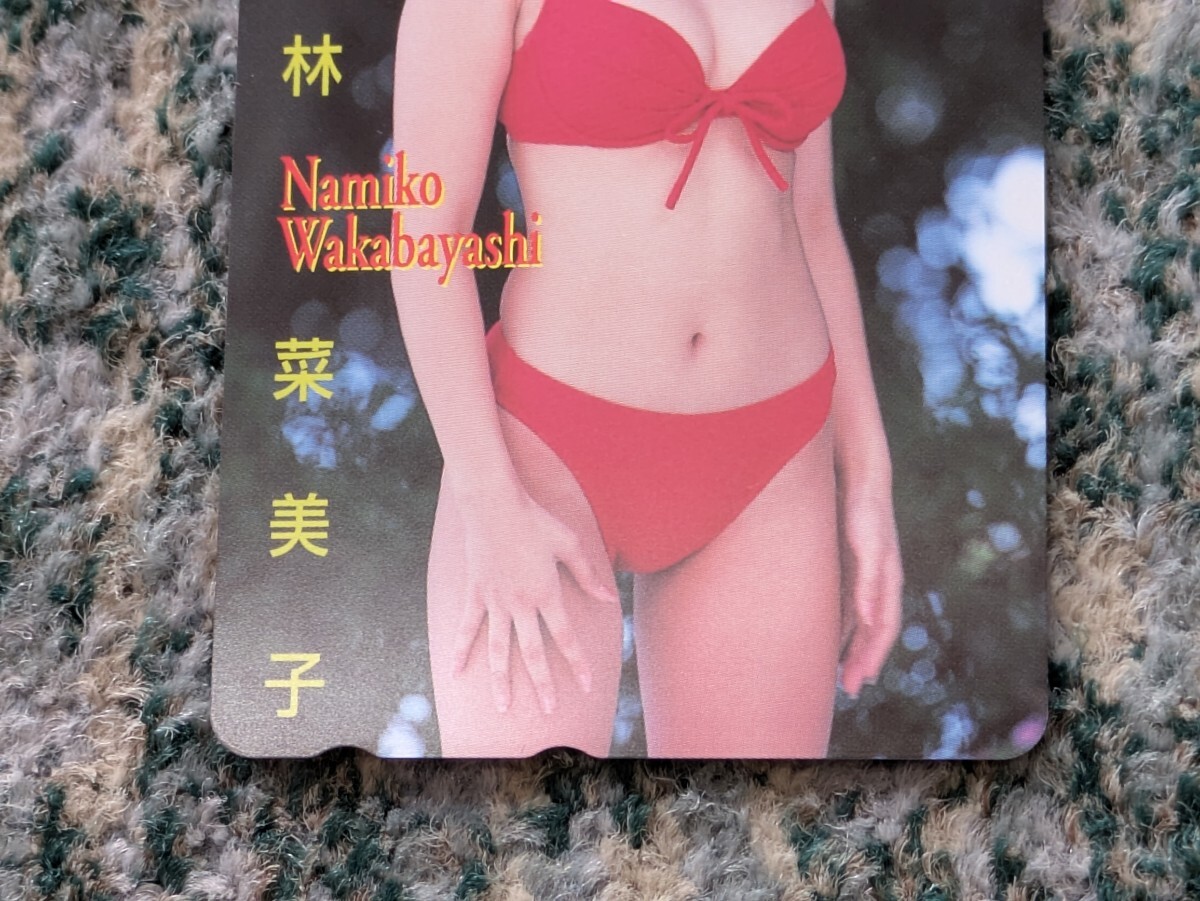 林
Namiko
Wakabayashi
菜
美
子